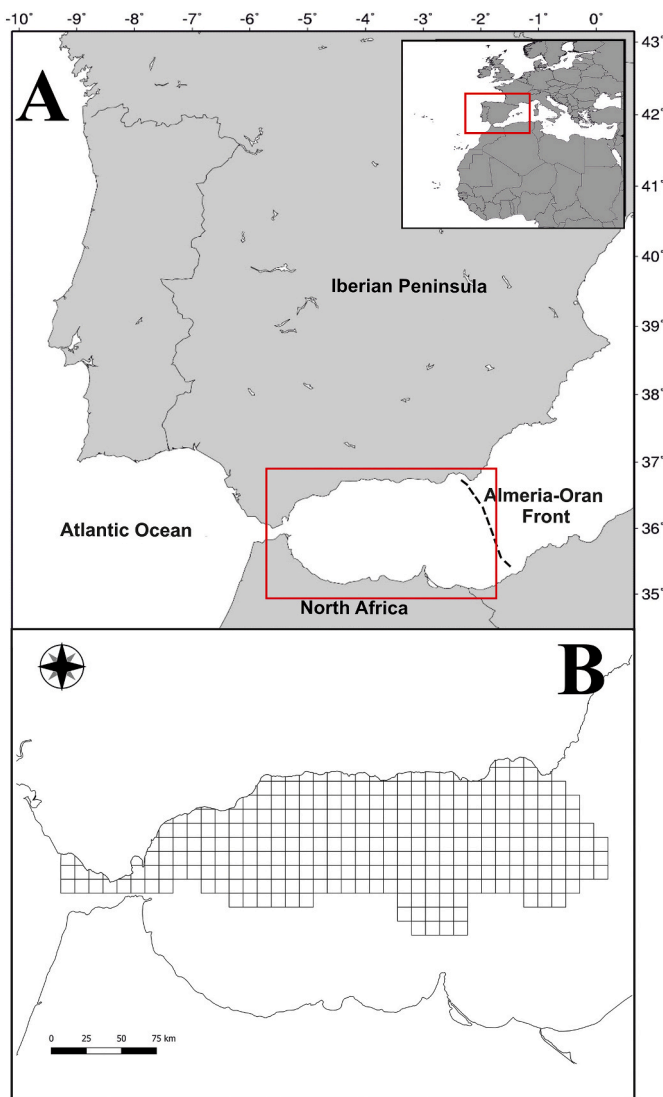 -10° -9° -8° -7° -6° -5° -4° -3° -2° -1° 0°
43°
A
42°
41°
40°
Iberian Peninsula
39°
38°
37°
Almeria-Oran
Front
Atlantic Ocean
36°
35°
North Africa
B
0 25 50 75 km